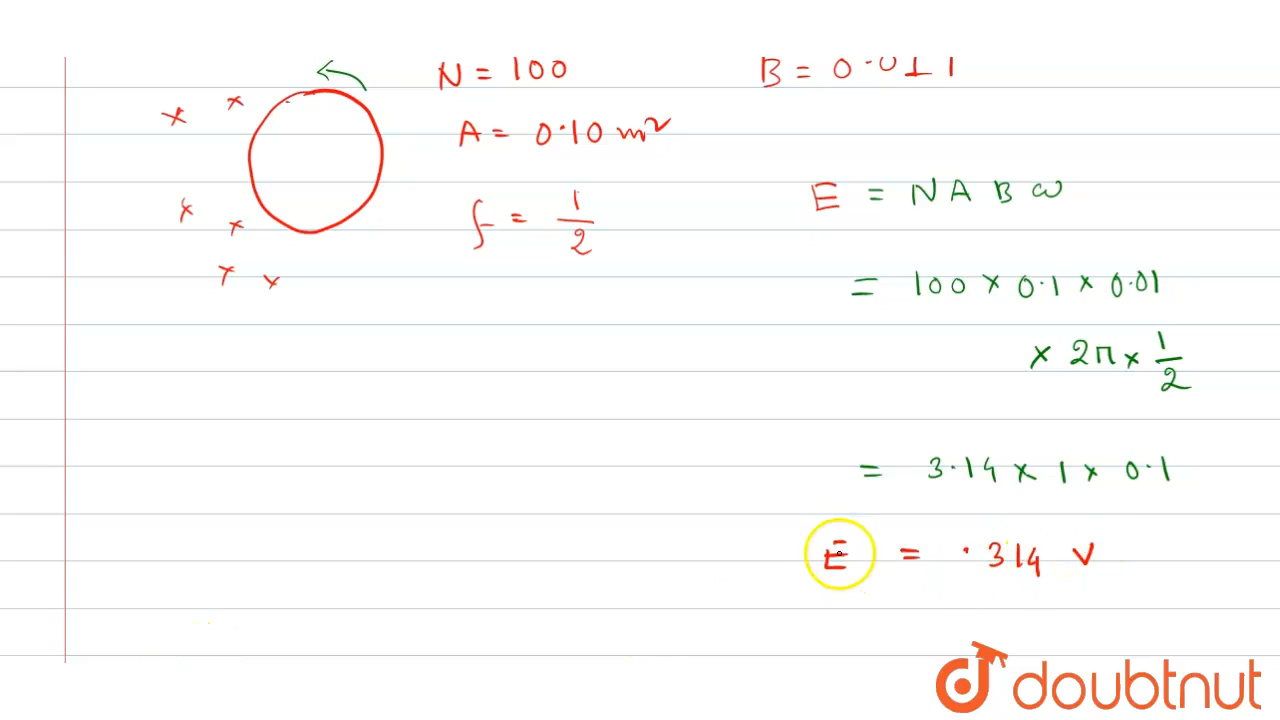 N = 100
B = 0.01 T
A = 0.10 m²
f = 1/2
E = N A B ω
= 100 × 0.1 × 0.01
× 2π × 1/2
= 3.14 × 1 × 0.1
E = .314 V
doubtnut